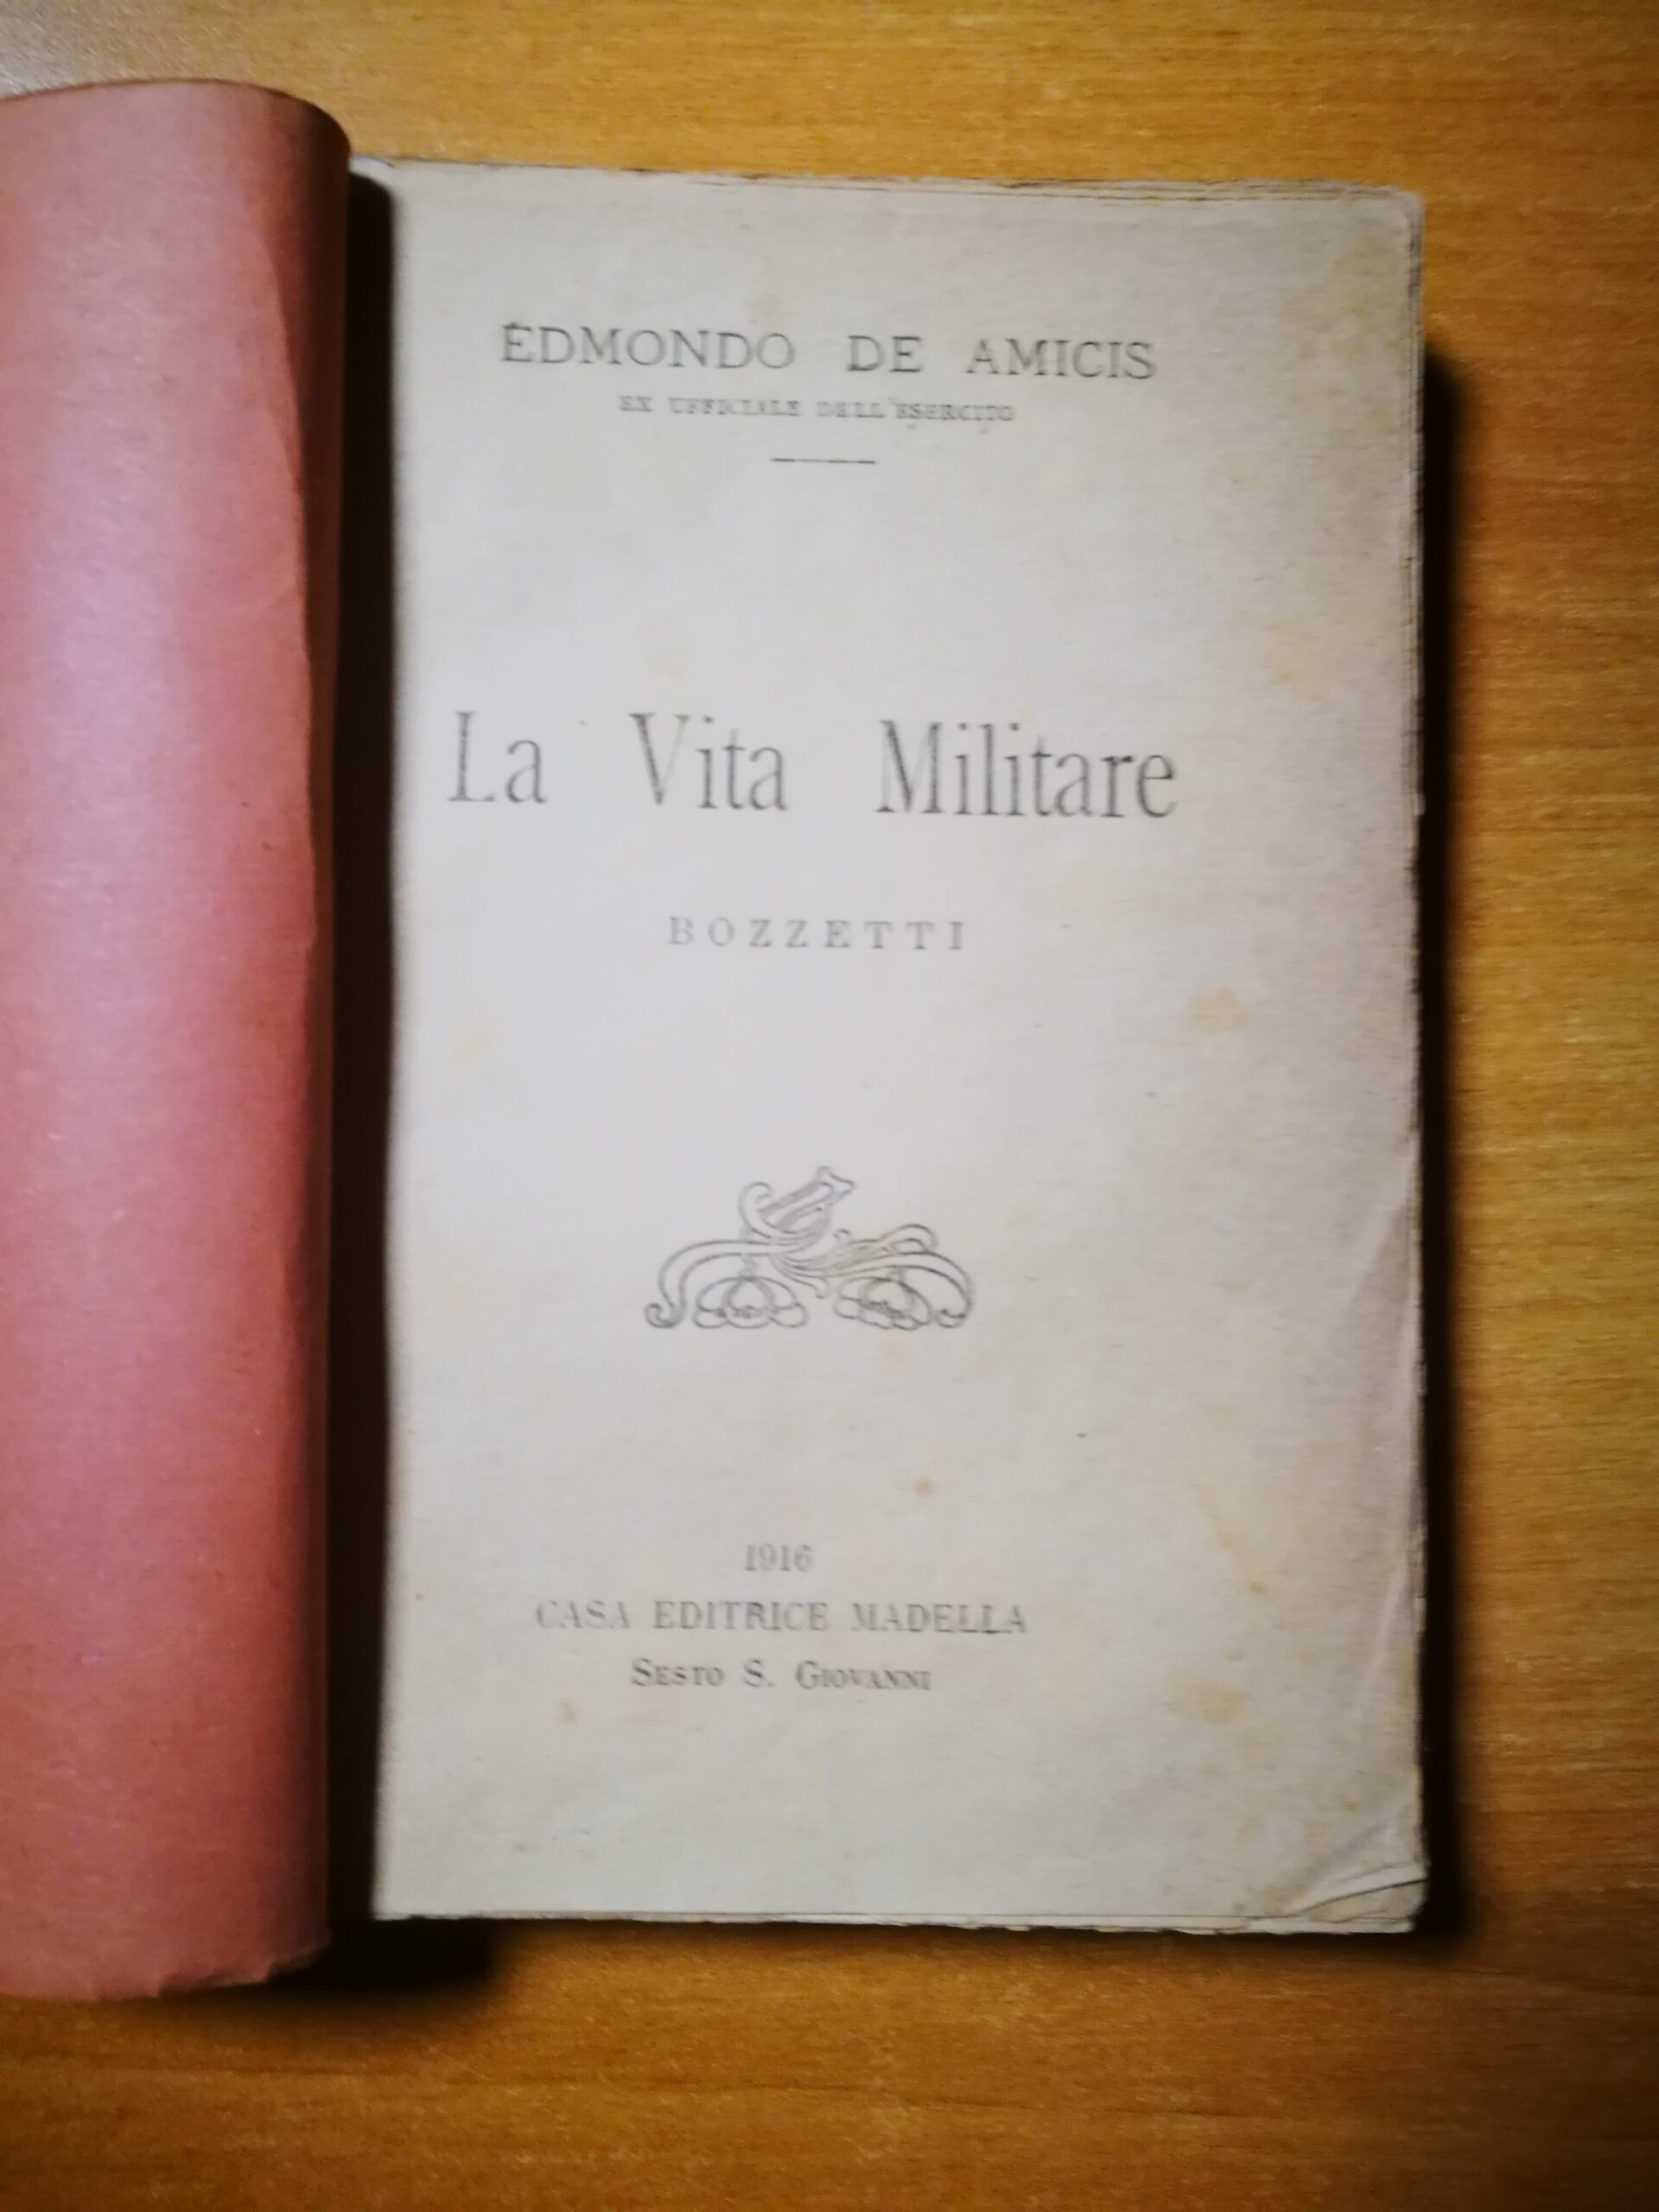 EDMONDO DE AMICIS
EX UFFICIALE DELL'ESERCITO
La Vita Militare
BOZZETTI
1916
CASA EDITRICE MADELLA
SESTO S. GIOVANNI